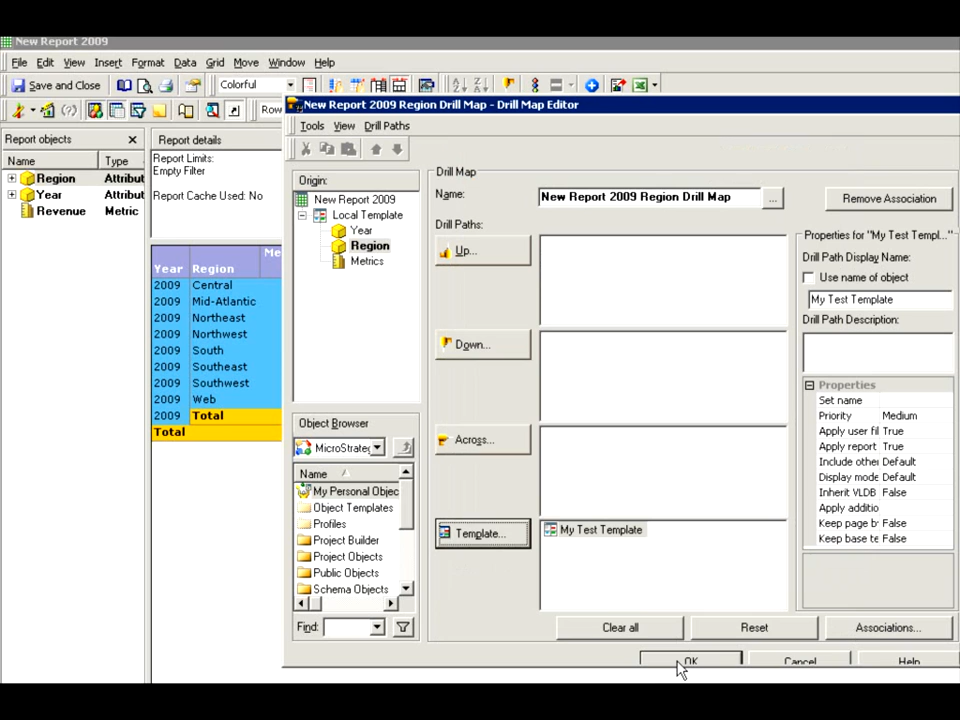 New Report 2009
File Edit View Insert Format Data Grid Move Window Help
Save and Close Colorful
Row
Report objects
Name Type
Region Attribut
Year Attribut
Revenue Metric
Report details
Report Limits:
Empty Filter
Report Cache Used: No
Me
Year Region
2009 Central
2009 Mid-Atlantic
2009 Northeast
2009 Northwest
2009 South
2009 Southeast
2009 Southwest
2009 Web
2009 Total
Total
New Report 2009 Region Drill Map - Drill Map Editor
Tools View Drill Paths
Origin:
New Report 2009
Local Template
Year
Region
Metrics
Object Browser
MicroStrateg
Name
My Personal Objec
Object Templates
Profiles
Project Builder
Project Objects
Public Objects
Schema Objects
Find:
Drill Map
Name: New Report 2009 Region Drill Map ... Remove Association
Drill Paths:
Up...
Down...
Across...
Template... My Test Template
Properties for "My Test Templ..."
Drill Path Display Name:
Use name of object
My Test Template
Drill Path Description:
Properties
Set name
Priority Medium
Apply user fil True
Apply report True
Include other Default
Display mode Default
Inherit VLDB False
Apply additio
Keep page by False
Keep base te False
Clear all Reset Associations...
OK Cancel Help